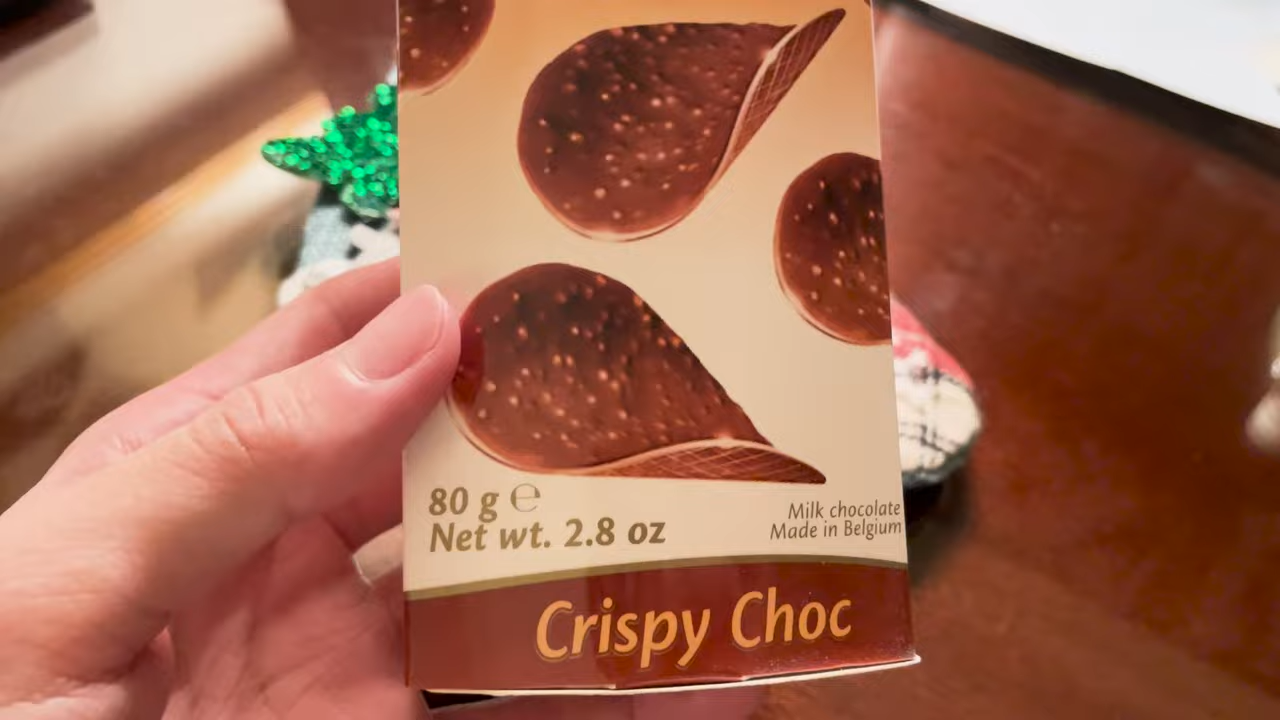 80 g ℮
Net wt. 2.8 oz
Milk chocolate
Made in Belgium
Crispy Choc